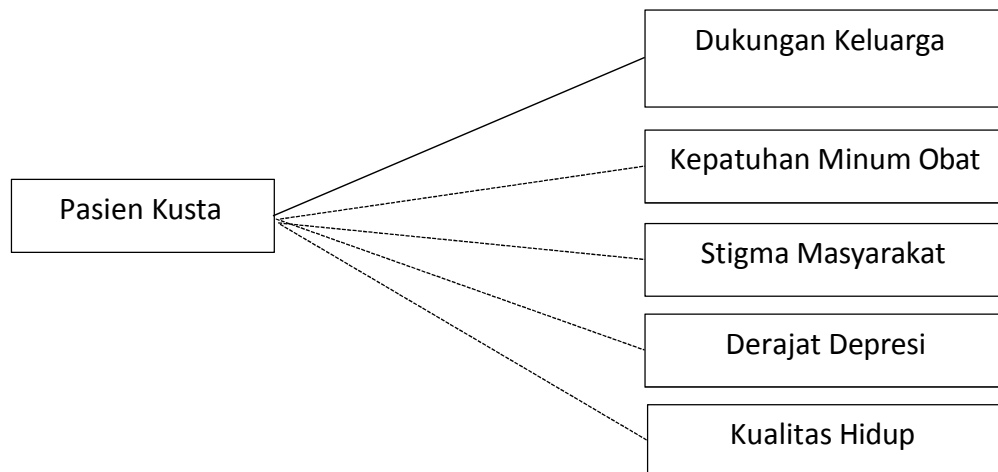 Dukungan Keluarga
Kepatuhan Minum Obat
Pasien Kusta
Stigma Masyarakat
Derajat Depresi
Kualitas Hidup